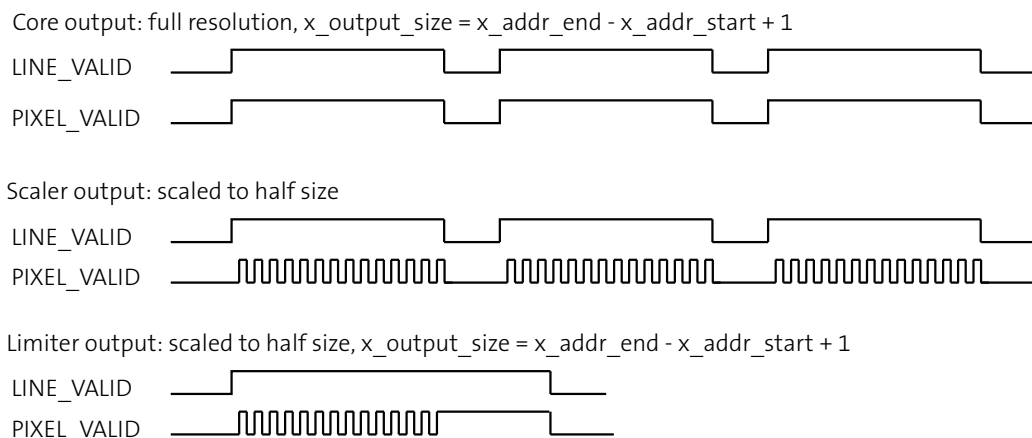 Core output: full resolution, x_output_size = x_addr_end - x_addr_start + 1
LINE_VALID
PIXEL_VALID
Scaler output: scaled to half size
LINE_VALID
PIXEL_VALID
Limiter output: scaled to half size, x_output_size = x_addr_end - x_addr_start + 1
LINE_VALID
PIXEL_VALID